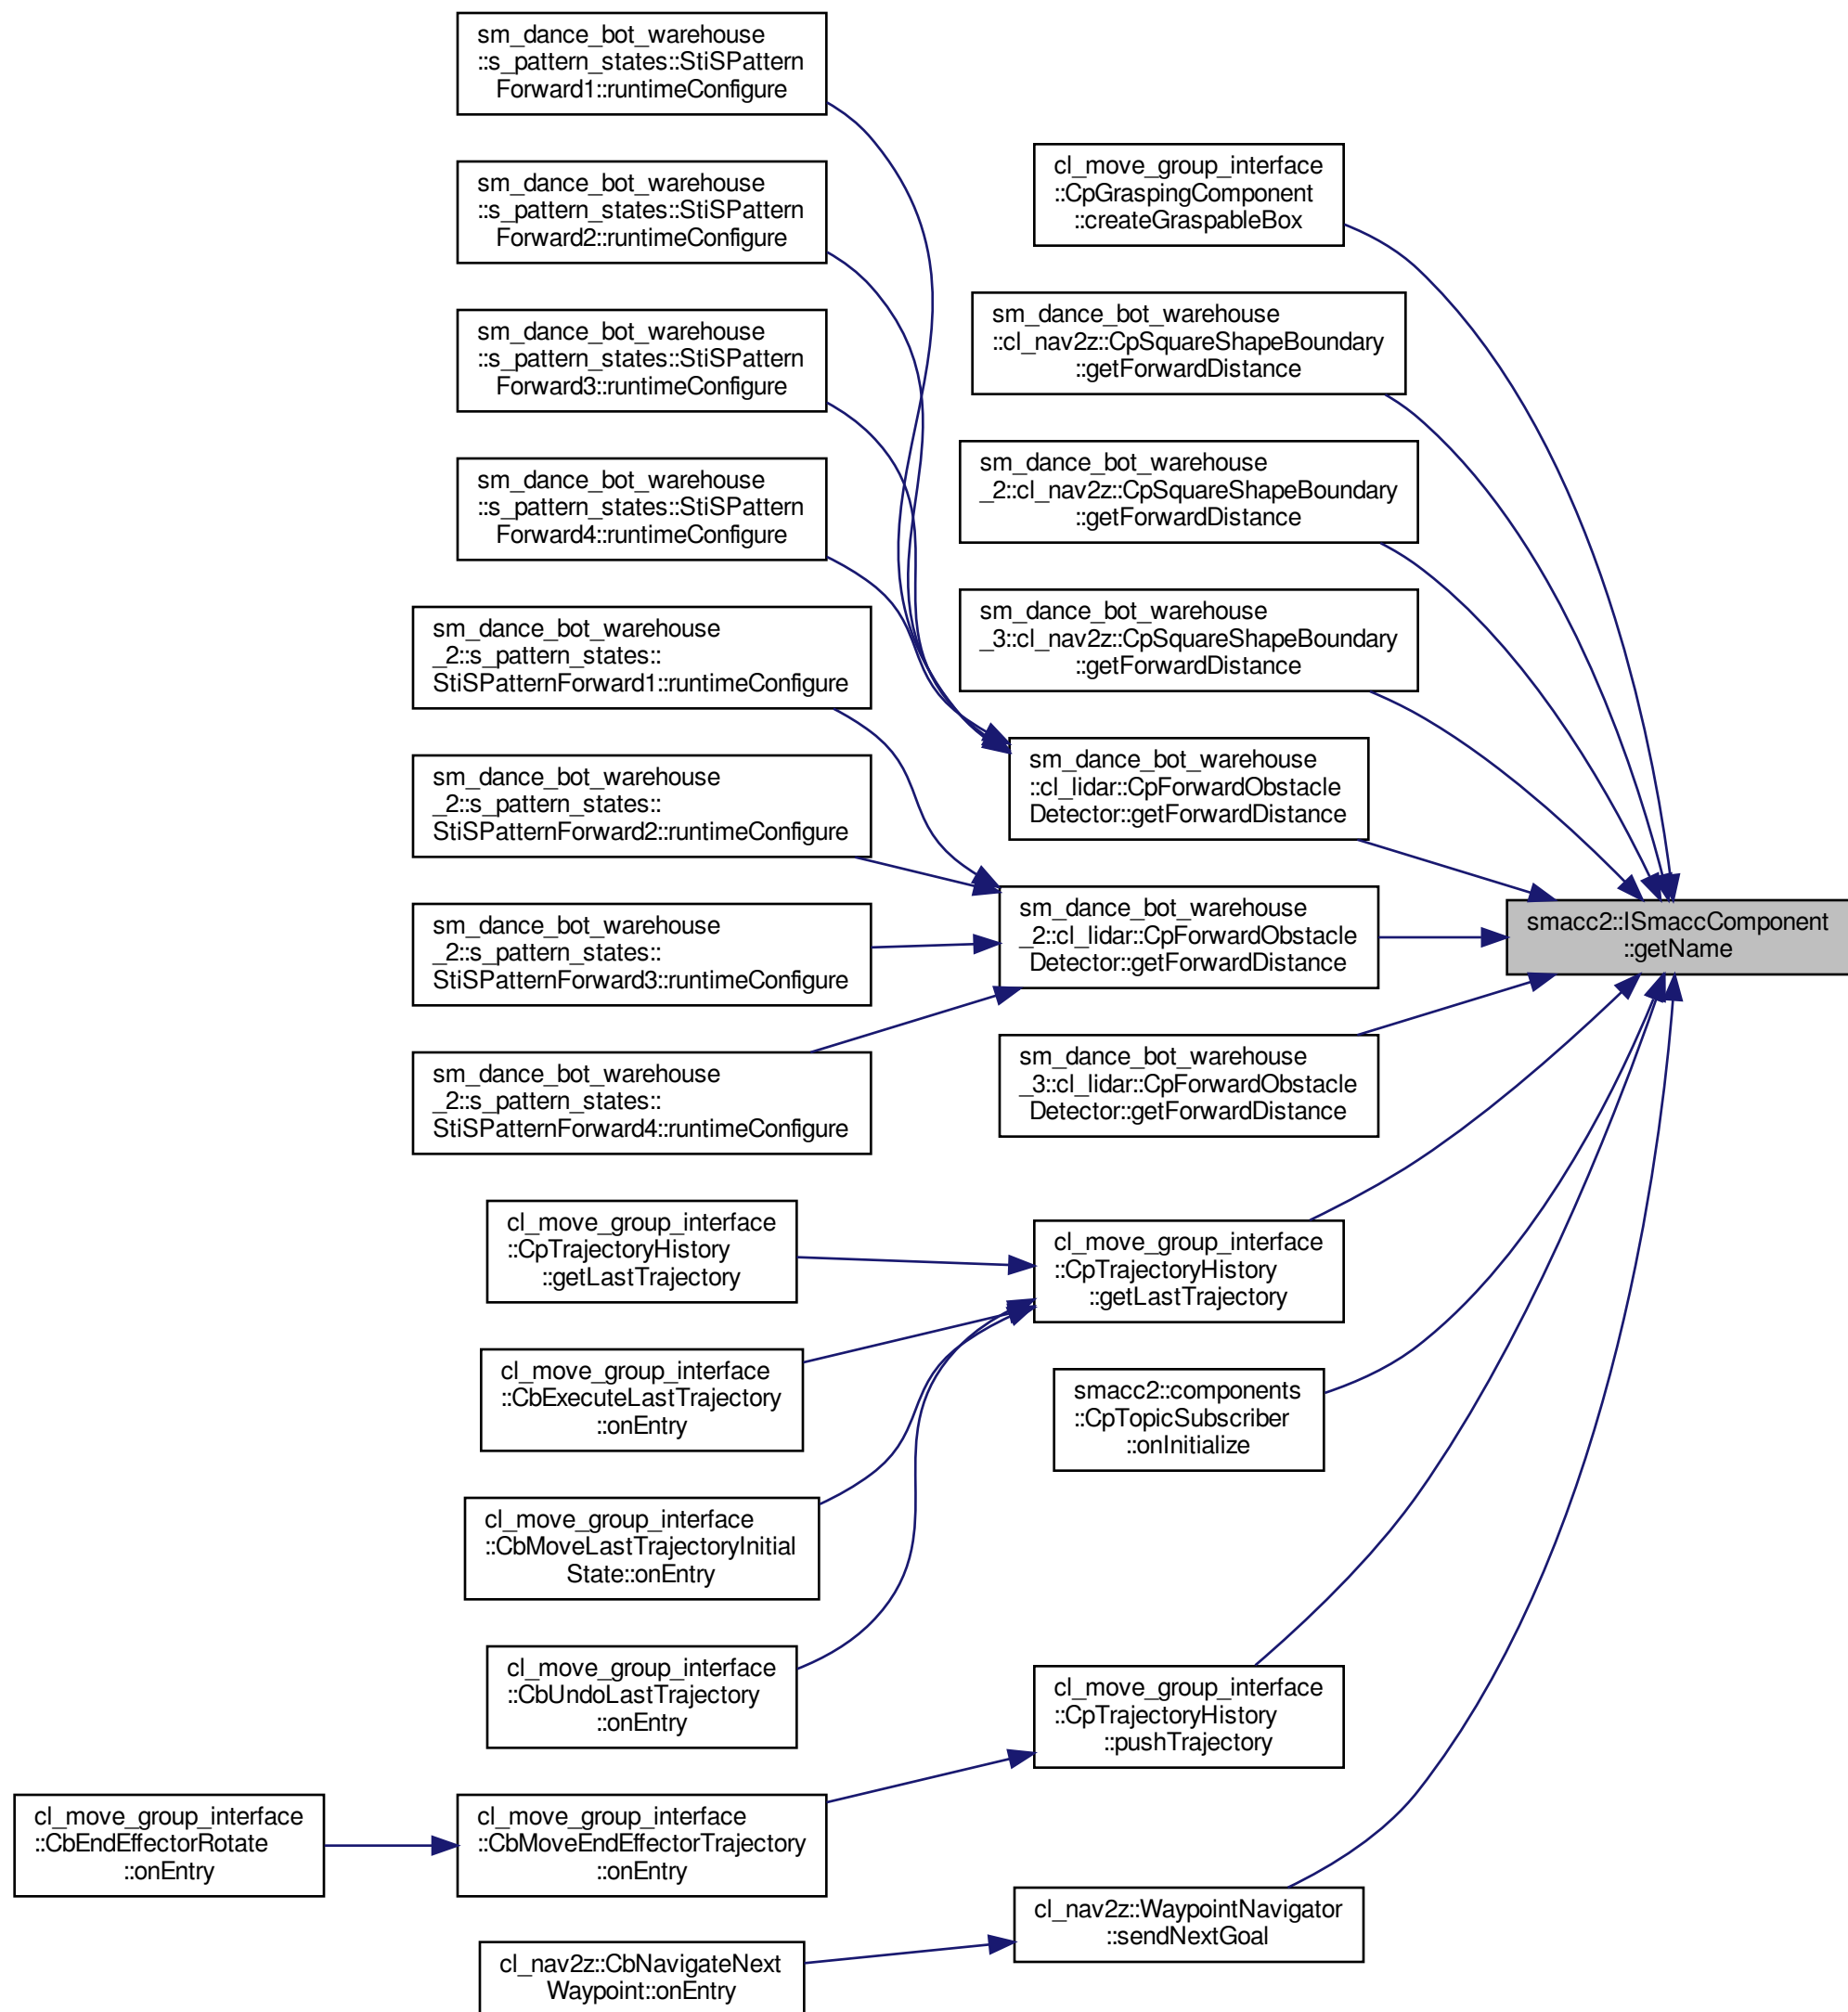 sm_dance_bot_warehouse
::s_pattern_states::StiSPattern
Forward1::runtimeConfigure
sm_dance_bot_warehouse
::s_pattern_states::StiSPattern
Forward2::runtimeConfigure
sm_dance_bot_warehouse
::s_pattern_states::StiSPattern
Forward3::runtimeConfigure
sm_dance_bot_warehouse
::s_pattern_states::StiSPattern
Forward4::runtimeConfigure
sm_dance_bot_warehouse
_2::s_pattern_states::
StiSPatternForward1::runtimeConfigure
sm_dance_bot_warehouse
_2::s_pattern_states::
StiSPatternForward2::runtimeConfigure
sm_dance_bot_warehouse
_2::s_pattern_states::
StiSPatternForward3::runtimeConfigure
sm_dance_bot_warehouse
_2::s_pattern_states::
StiSPatternForward4::runtimeConfigure
cl_move_group_interface
::CpTrajectoryHistory
::getLastTrajectory
cl_move_group_interface
::CbExecuteLastTrajectory
::onEntry
cl_move_group_interface
::CbMoveLastTrajectoryInitial
State::onEntry
cl_move_group_interface
::CbUndoLastTrajectory
::onEntry
cl_move_group_interface
::CbEndEffectorRotate
::onEntry
cl_move_group_interface
::CbMoveEndEffectorTrajectory
::onEntry
cl_nav2z::CbNavigateNext
Waypoint::onEntry
cl_move_group_interface
::CpGraspingComponent
::createGraspableBox
sm_dance_bot_warehouse
::cl_nav2z::CpSquareShapeBoundary
::getForwardDistance
sm_dance_bot_warehouse
_2::cl_nav2z::CpSquareShapeBoundary
::getForwardDistance
sm_dance_bot_warehouse
_3::cl_nav2z::CpSquareShapeBoundary
::getForwardDistance
sm_dance_bot_warehouse
::cl_lidar::CpForwardObstacle
Detector::getForwardDistance
sm_dance_bot_warehouse
_2::cl_lidar::CpForwardObstacle
Detector::getForwardDistance
sm_dance_bot_warehouse
_3::cl_lidar::CpForwardObstacle
Detector::getForwardDistance
cl_move_group_interface
::CpTrajectoryHistory
::getLastTrajectory
smacc2::components
::CpTopicSubscriber
::onInitialize
cl_move_group_interface
::CpTrajectoryHistory
::pushTrajectory
cl_nav2z::WaypointNavigator
::sendNextGoal
smacc2::ISmaccComponent
::getName